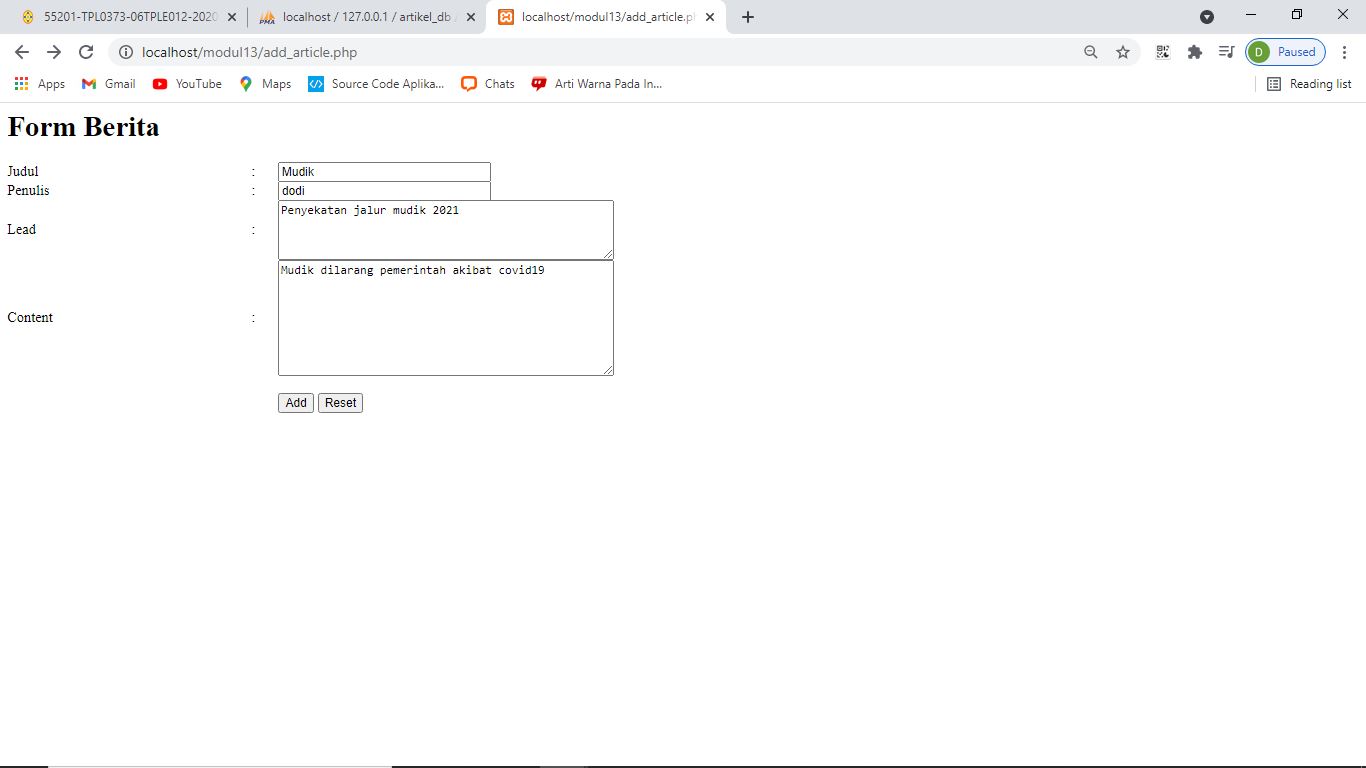 55201-TPL0373-06TPLE012-2020
localhost / 127.0.0.1 / artikel_db
localhost/modul13/add_article.p
localhost/modul13/add_article.php
D Paused
Apps Gmail YouTube Maps Source Code Aplika... Chats Arti Warna Pada In... Reading list
Form Berita
Judul : Mudik
Penulis : dodi
Lead : Penyekatan jalur mudik 2021
Content : Mudik dilarang pemerintah akibat covid19
Add Reset